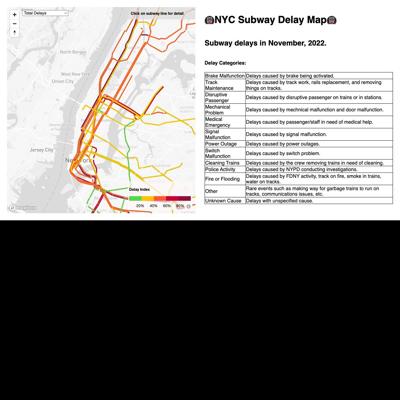 Total Delays
Click on subway line for detail
North Bergen
West New York
Union City
Jersey City
Delay Index
20% 40% 60% 80%
NYC Subway Delay Map
Subway delays in November, 2022.
Delay Categories:
Brake Malfunction Delays caused by brake being activated.
Track Maintenance Delays caused by track work, rails replacement, and removing things on tracks.
Disruptive Passenger Delays caused by disruptive passenger on trains or in stations.
Mechanical Problem Delays caused by mechnical malfunction and door malfunction.
Medical Emergency Delays caused by passenger/staff in need of medical help.
Signal Malfunction Delays caused by signal malfunction.
Power Outage Delays caused by power outages.
Switch Malfunction Delays caused by switch problem.
Cleaning Trains Delays caused by the crew removing trains in need of cleaning.
Police Activity Delays caused by NYPD conducting investigations.
Fire or Flooding Delays caused by FDNY activity, track on fire, smoke in trains, water on tracks.
Other Rare events such as making way for garbage trains to run on tracks, communications issues, etc.
Unknown Cause Delays with unspecified cause.